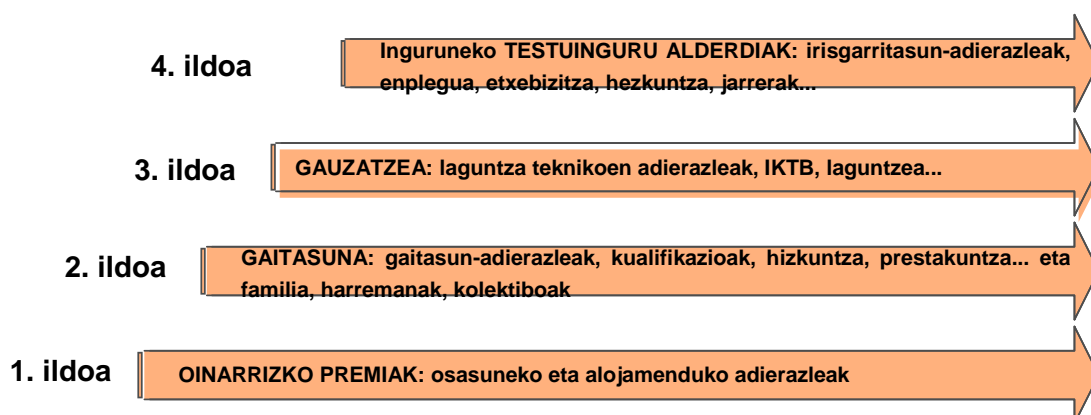 4. ildoa
Inguruneko TESTUINGURU ALDERDIAK: irisgarritasun-adierazleak,
enplegua, etxebizitza, hezkuntza, jarrerak...
3. ildoa
GAUZATZEA: laguntza teknikoen adierazleak, IKTB, laguntzea...
2. ildoa
GAITASUNA: gaitasun-adierazleak, kualifikazioak, hizkuntza, prestakuntza... eta
familia, harremanak, kolektiboak
1. ildoa
OINARRIZKO PREMIAK: osasuneko eta alojamenduko adierazleak